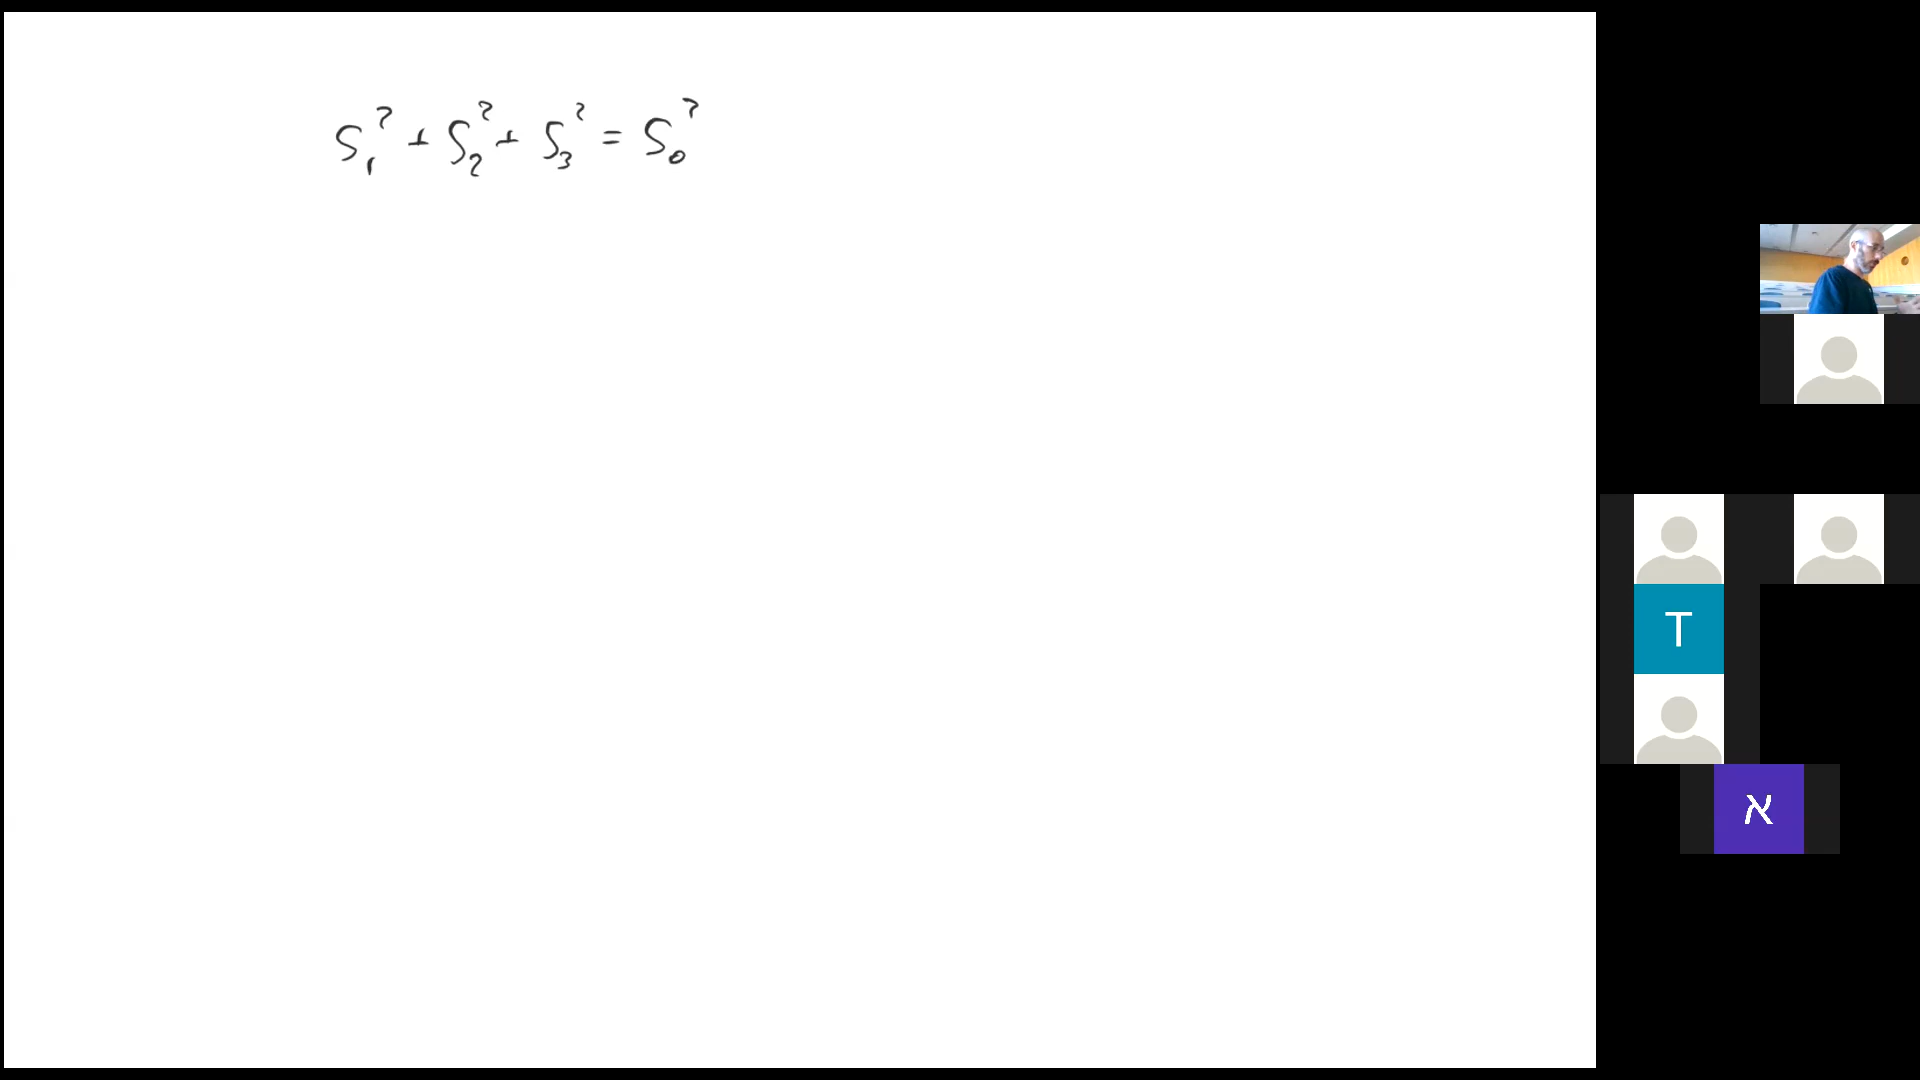 S₁² + S₂² + S₃² = S₀²
T
א